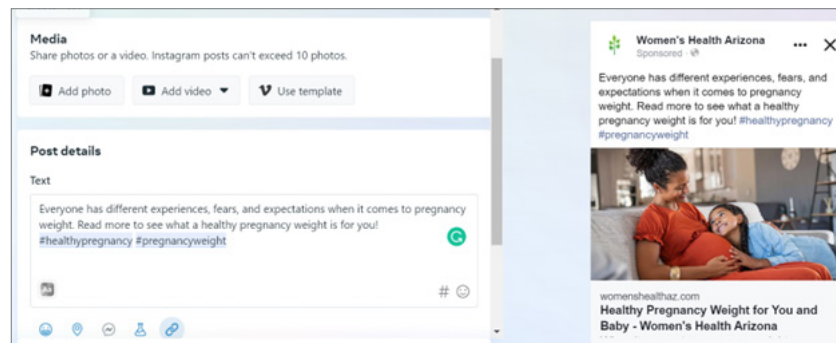 Media
Share photos or a video. Instagram posts can't exceed 10 photos.
Add photo
Add video
Use template
Post details
Text
Everyone has different experiences, fears, and expectations when it comes to pregnancy
weight. Read more to see what a healthy pregnancy weight is for you!
#healthypregnancy #pregnancyweight
Women's Health Arizona
Sponsored ·
Everyone has different experiences, fears, and
expectations when it comes to pregnancy
weight. Read more to see what a healthy
pregnancy weight is for you! #healthypregnancy
#pregnancyweight
womenshealthaz.com
Healthy Pregnancy Weight for You and
Baby - Women's Health Arizona